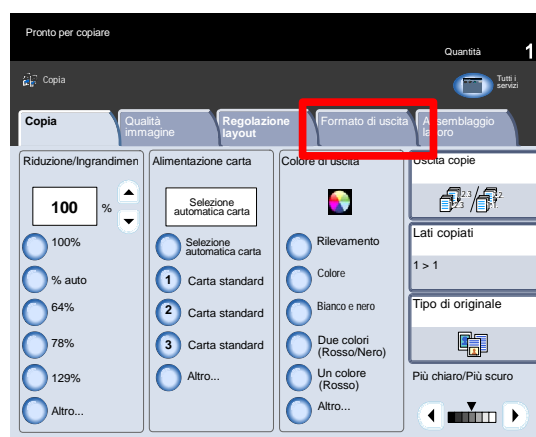 Pronto per copiare
Quantità
1
Copia
Tutti i
servizi
Copia
Qualità
immagine
Regolazione
layout
Formato di uscita
Assemblaggio
lavoro
Riduzione/Ingrandimen
100 %
100%
% auto
64%
78%
129%
Altro...
Alimentazione carta
Selezione
automatica carta
Selezione
automatica carta
1 Carta standard
2 Carta standard
3 Carta standard
Altro...
Colore di uscita
Rilevamento
Colore
Bianco e nero
Due colori
(Rosso/Nero)
Un colore
(Rosso)
Altro...
Uscita copie
Lati copiati
1 > 1
Tipo di originale
Più chiaro/Più scuro